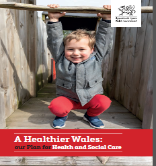 A Healthier Wales:
our Plan for Health and Social Care